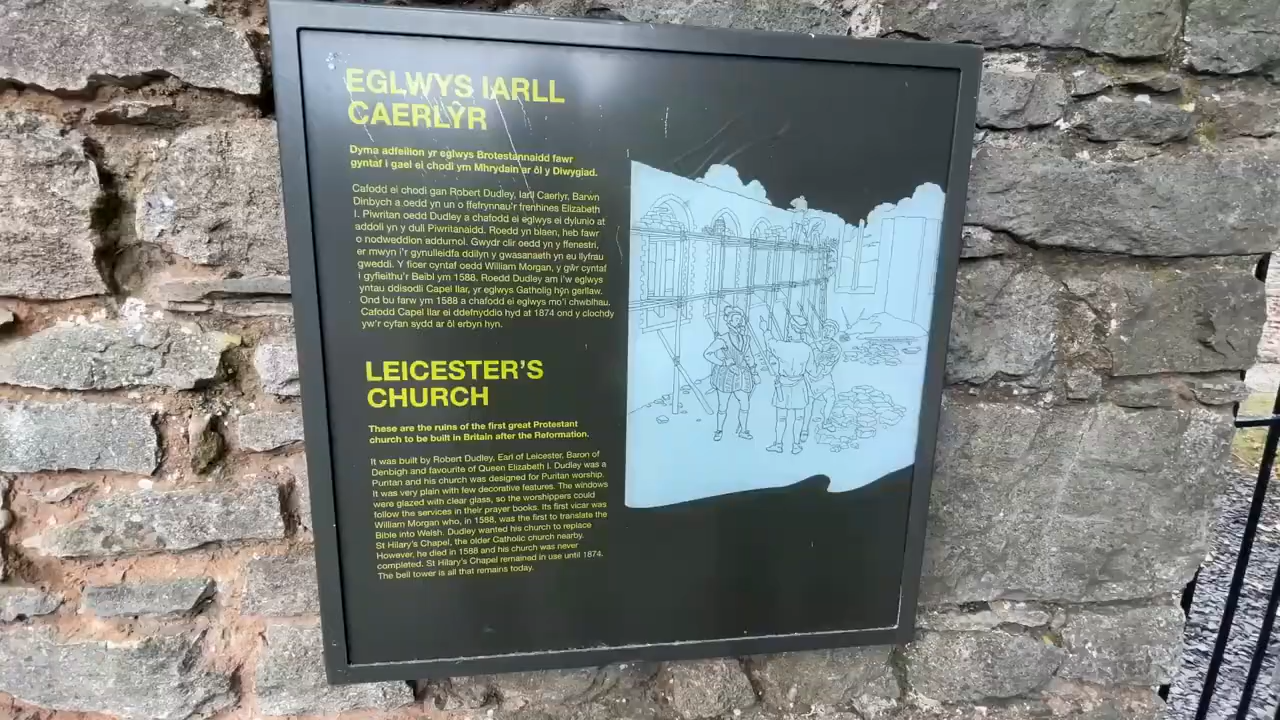 EGLWYS IARLL
CAERLŶR
Dyma adfeilion yr eglwys Brotestannaidd fawr
gyntaf i gael ei chodi ym Mhrydain ar ôl y Diwygiad.
Cafodd ei chodi gan Robert Dudley, Iarll Caerlyr, Barwn
Dinbych a oedd yn un o ffefrynnau'r frenhines Elizabeth
I. Piwritan oedd Dudley a chafodd ei eglwys ei dylunio at
addoli yn y dull Piwritanaidd. Roedd yn blaen, heb fawr
o nodweddion addurnol. Gwydr clir oedd yn y ffenestri,
er mwyn i'r gynulleidfa ddilyn y gwasanaeth yn eu llyfrau
gweddi. Y ficer cyntaf oedd William Morgan, y gŵr cyntaf
i gyfieithu'r Beibl ym 1588. Roedd Dudley am i'w eglwys
yntau ddisodli Capel Ilar, yr eglwys Gatholig hŷn gerllaw.
Ond bu farw ym 1588 a chafodd ei eglwys mo'i chwblhau.
Cafodd Capel Ilar ei ddefnyddio hyd at 1874 ond y clochdy
yw'r cyfan sydd ar ôl erbyn hyn.
LEICESTER'S
CHURCH
These are the ruins of the first great Protestant
church to be built in Britain after the Reformation.
It was built by Robert Dudley, Earl of Leicester, Baron of
Denbigh and favourite of Queen Elizabeth I. Dudley was a
Puritan and his church was designed for Puritan worship.
It was very plain with few decorative features. The windows
were glazed with clear glass, so the worshippers could
follow the services in their prayer books. Its first vicar was
William Morgan who, in 1588, was the first to translate the
Bible into Welsh. Dudley wanted his church to replace
St Hilary's Chapel, the older Catholic church nearby.
However, he died in 1588 and his church was never
completed. St Hilary's Chapel remained in use until 1874.
The bell tower is all that remains today.